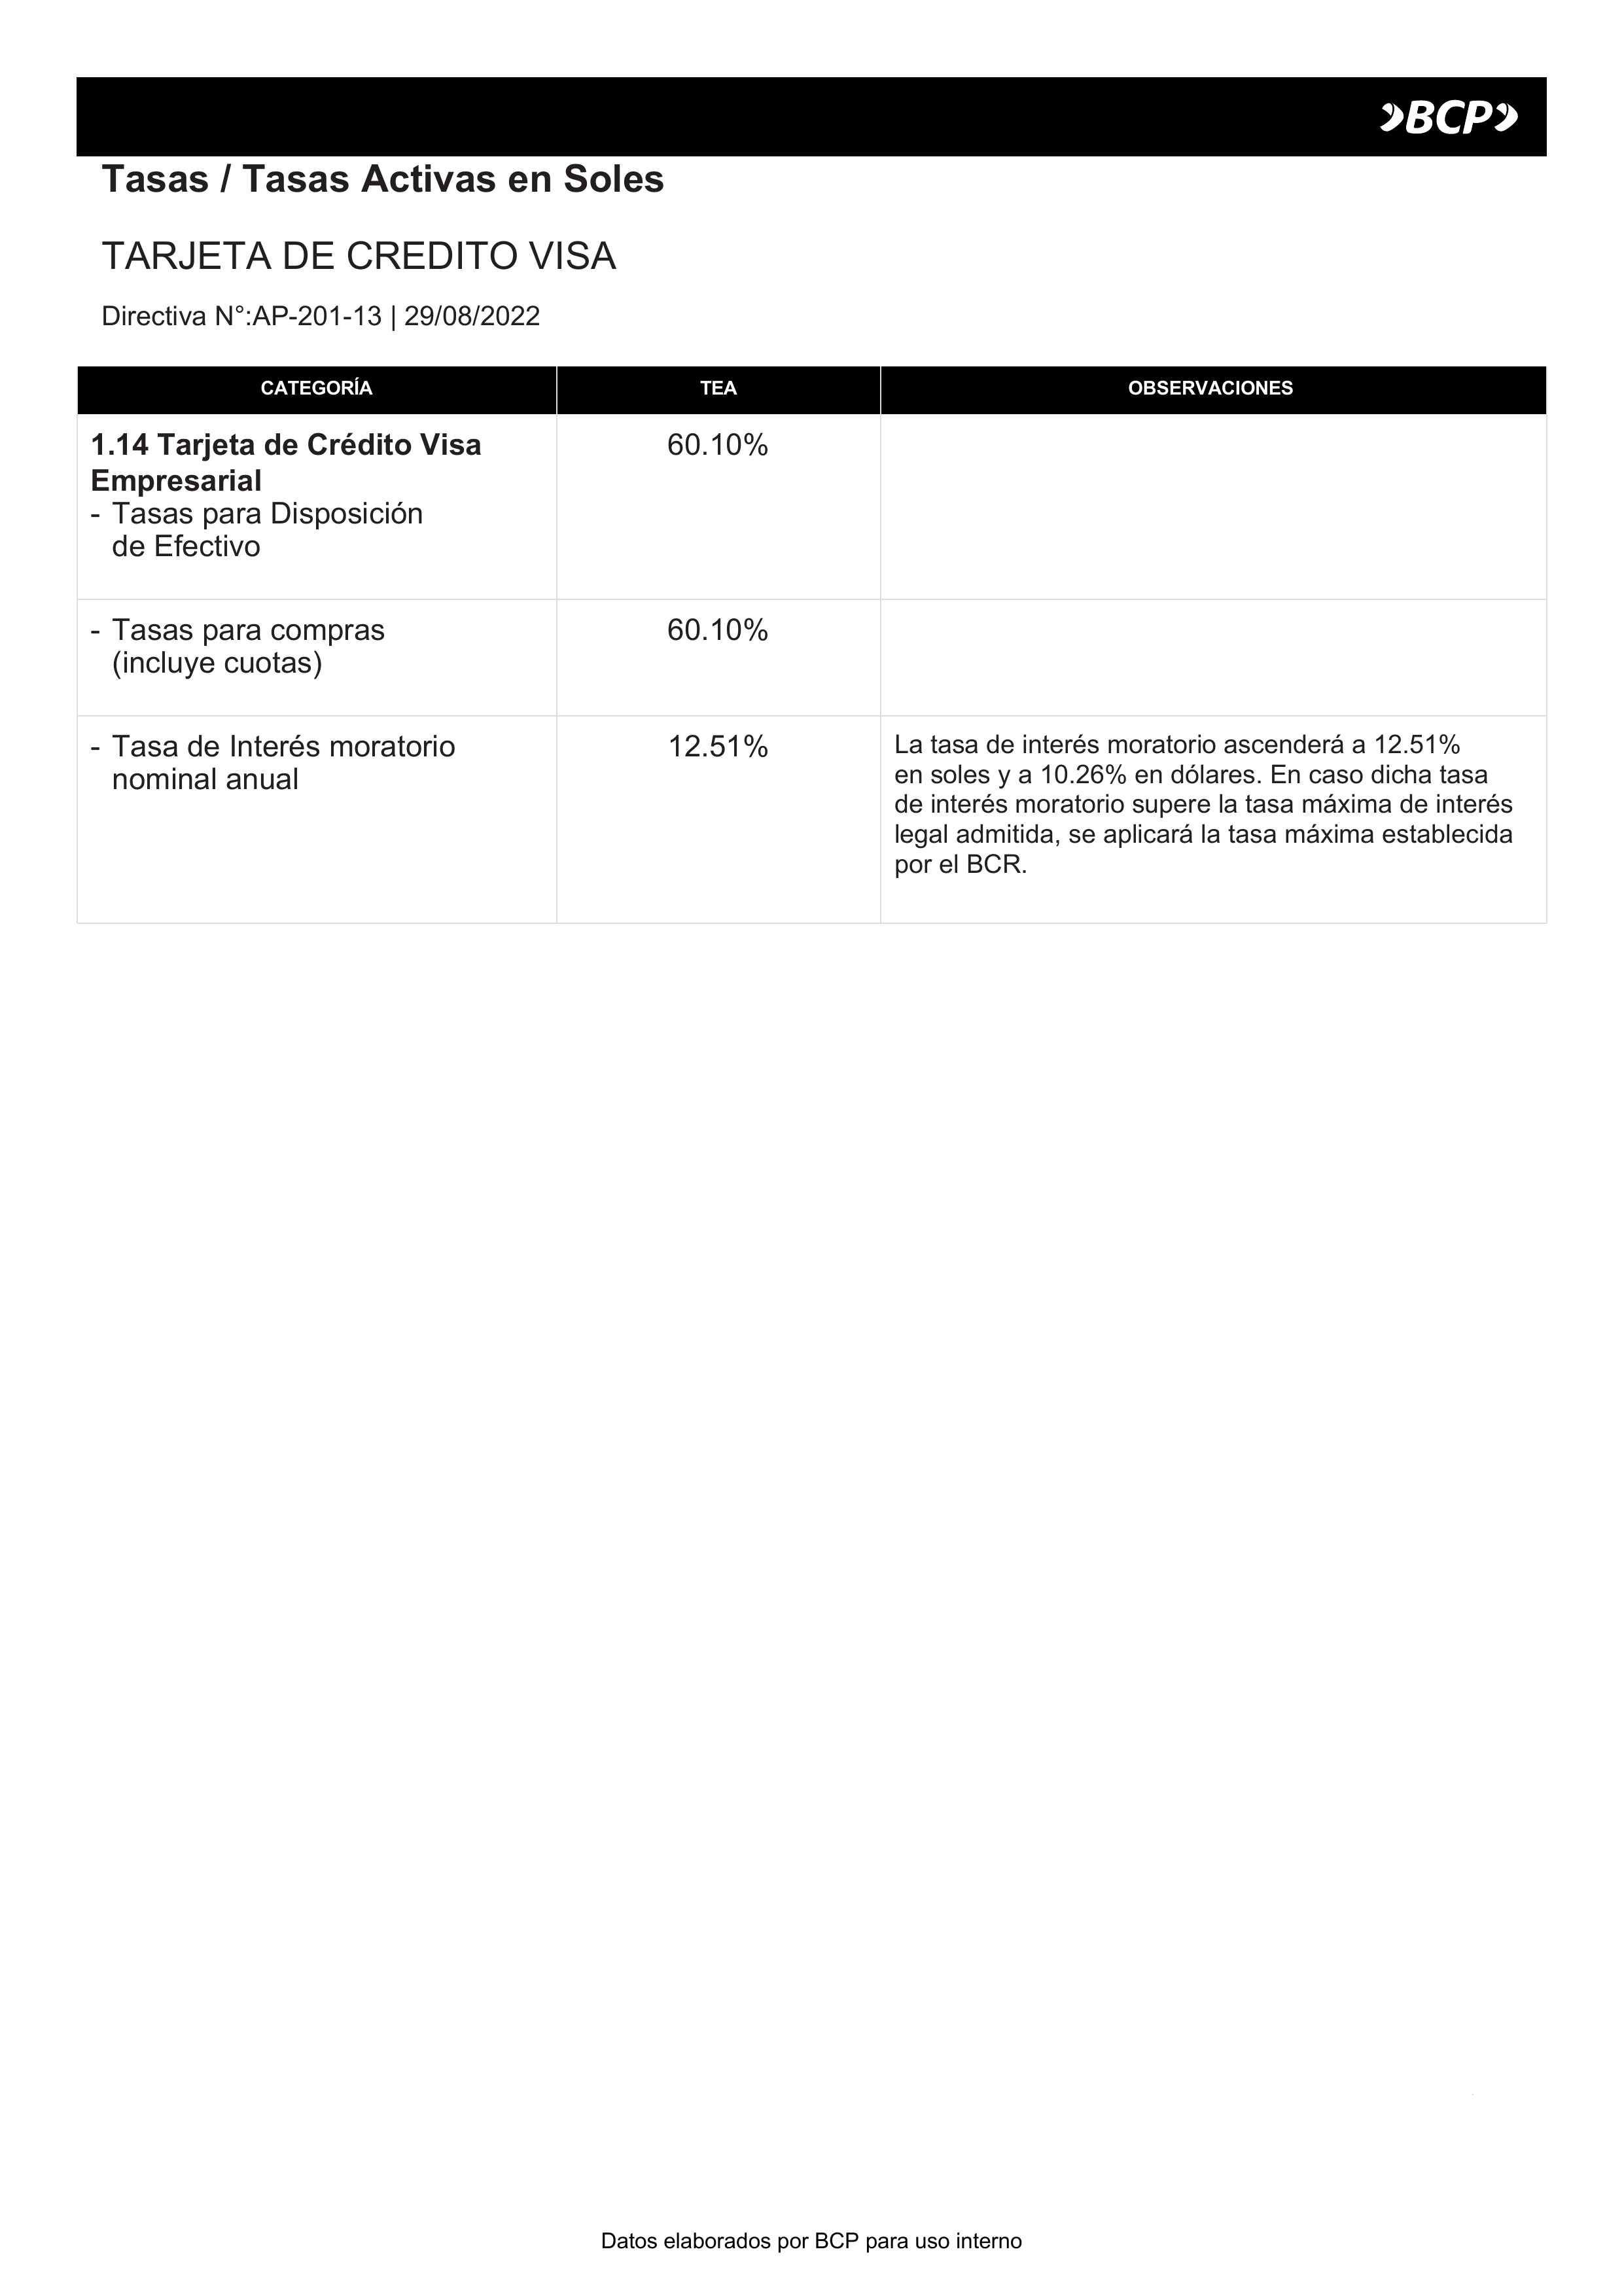 BCP
Tasas / Tasas Activas en Soles
TARJETA DE CREDITO VISA
Directiva N°:AP-201-13 | 29/08/2022
CATEGORÍA TEA OBSERVACIONES
1.14 Tarjeta de Crédito Visa
Empresarial
- Tasas para Disposición
de Efectivo
60.10%
- Tasas para compras
(incluye cuotas)
60.10%
- Tasa de Interés moratorio
nominal anual
12.51%
La tasa de interés moratorio ascenderá a 12.51%
en soles y a 10.26% en dólares. En caso dicha tasa
de interés moratorio supere la tasa máxima de interés
legal admitida, se aplicará la tasa máxima establecida
por el BCR.
Datos elaborados por BCP para uso interno